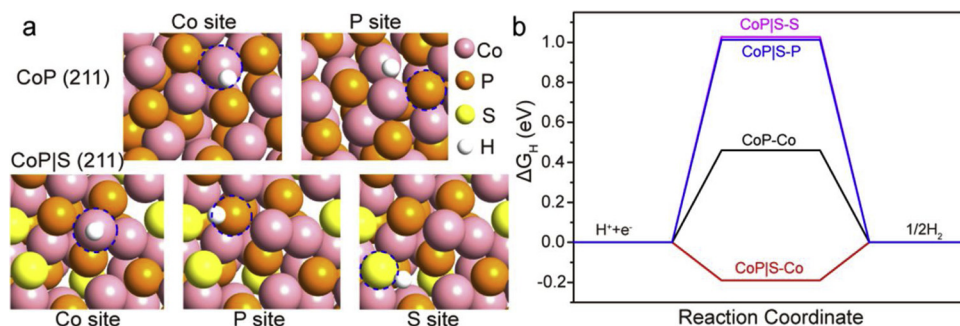 a
Co site
P site
CoP (211)
Co
P
S
H
CoP|S (211)
Co site
P site
S site
b
ΔG_H (eV)
1.0
0.8
0.6
0.4
0.2
0.0
-0.2
CoP|S-S
CoP|S-P
CoP-Co
H⁺+e⁻
1/2H₂
CoP|S-Co
Reaction Coordinate